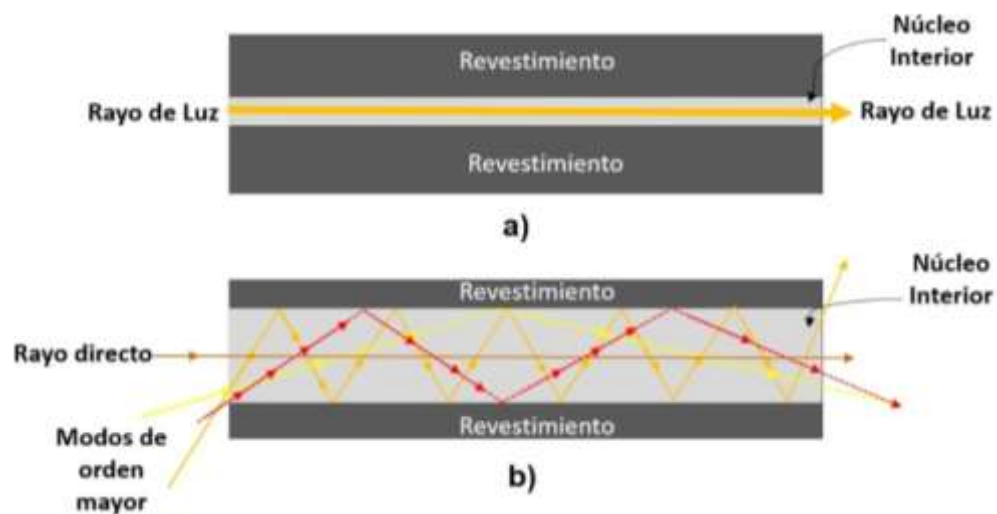 Núcleo
Interior
Revestimiento
Rayo de Luz
Rayo de Luz
Revestimiento
a)
Núcleo
Interior
Revestimiento
Rayo directo
Modos de
orden
mayor
Revestimiento
b)